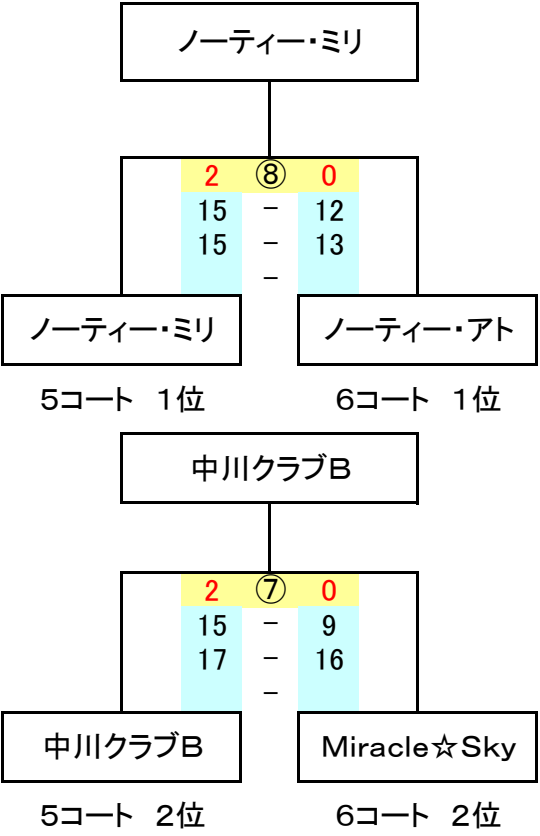 ノーティー・ミリ
2 ⑧ 0
15 － 12
15 － 13
－
ノーティー・ミリ ノーティー・アト
５コート １位 ６コート １位
中川クラブＢ
2 ⑦ 0
15 － 9
17 － 16
－
中川クラブＢ Miracle☆Sky
５コート ２位 ６コート ２位